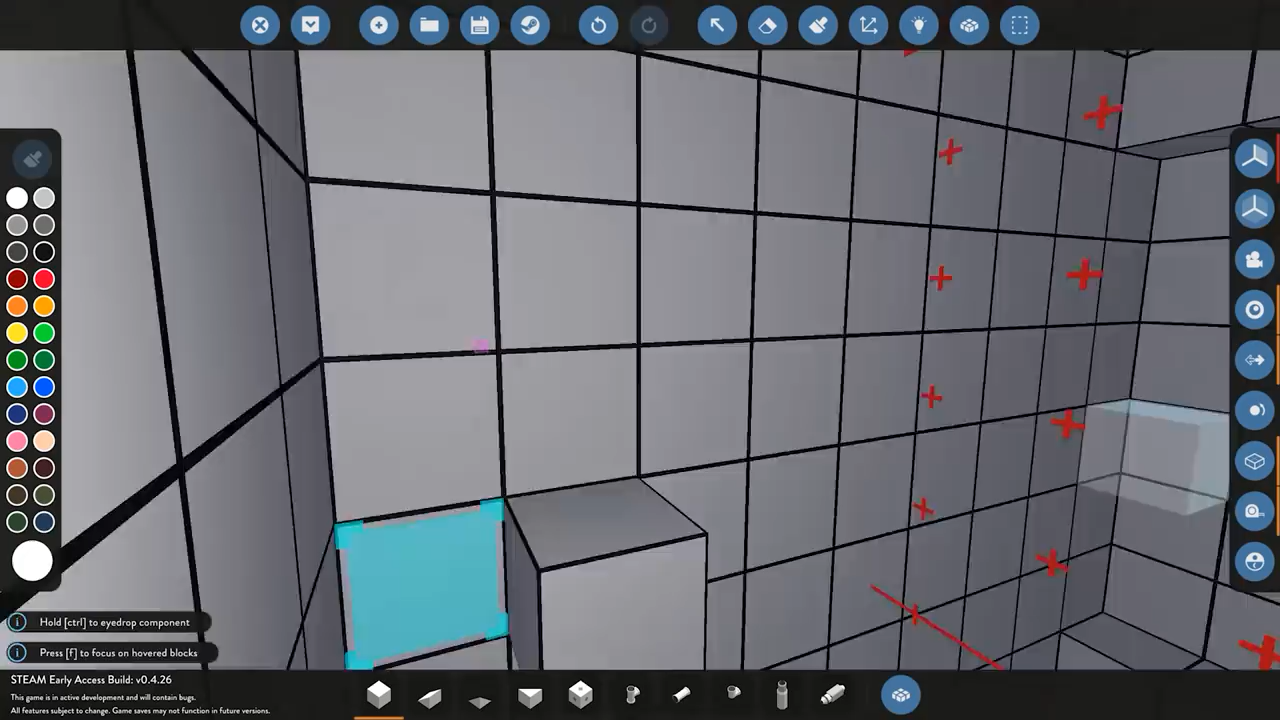 Hold [ctrl] to eyedrop component
Press [f] to focus on hovered blocks
STEAM Early Access Build: v0.4.26
This game is in active development and will contain bugs.
All features subject to change. Game saves may not function in future versions.